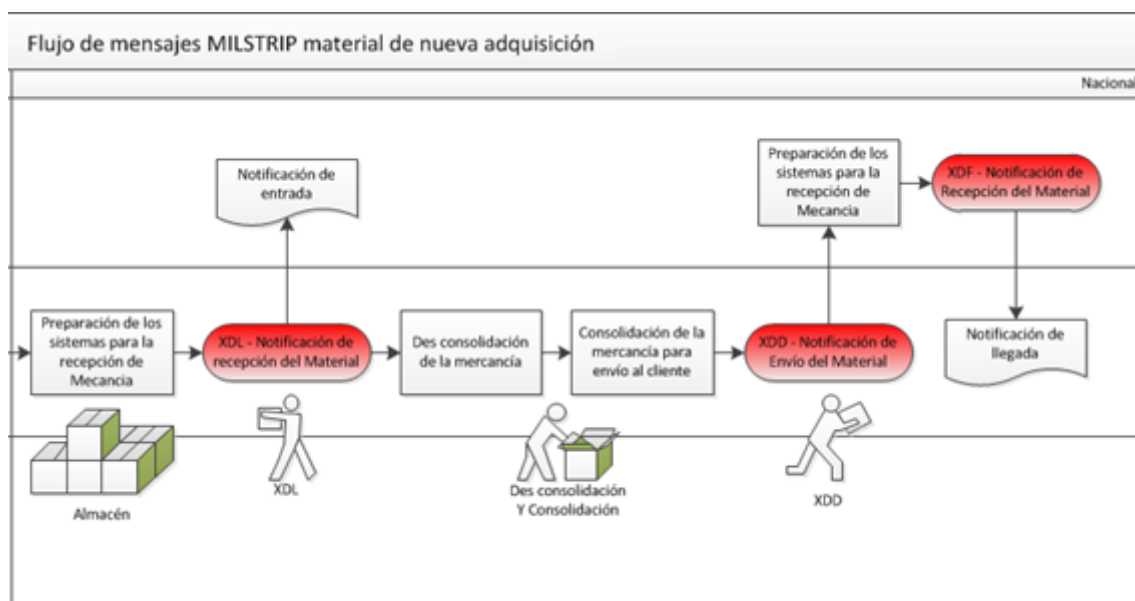 Flujo de mensajes MILSTRIP material de nueva adquisición
Nacional
Notificación de
entrada
Preparación de los
sistemas para la
recepción de
Mecancia
XDF - Notificación de
Recepción del Material
Preparación de los
sistemas para la
recepción de
Mecancia
XDL - Notificación de
recepción del Material
Des consolidación
de la mercancía
Consolidación de la
mercancía para
envío al cliente
XDD - Notificación de
Envío del Material
Notificación de
llegada
Almacén
XDL
Des consolidación
Y Consolidación
XDD